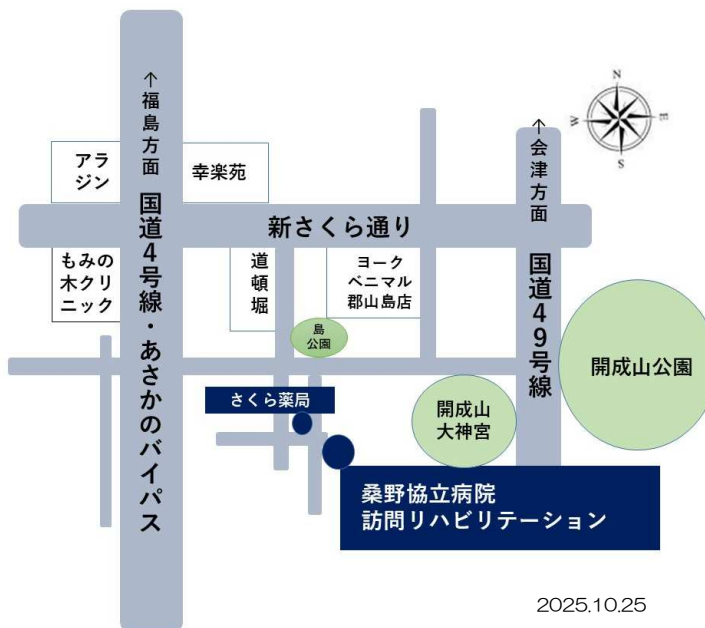 N
W
E
S
↑福島方面
国道4号線・あさかのバイパス
↑会津方面
国道49号線
アラ
ジン
幸楽苑
新さくら通り
もみの
木クリ
ニック
道頓堀
ヨーク
ベニマル
郡山島店
島
公園
開成山公園
さくら薬局
開成山
大神宮
桑野協立病院
訪問リハビリテーション
2025.10.25